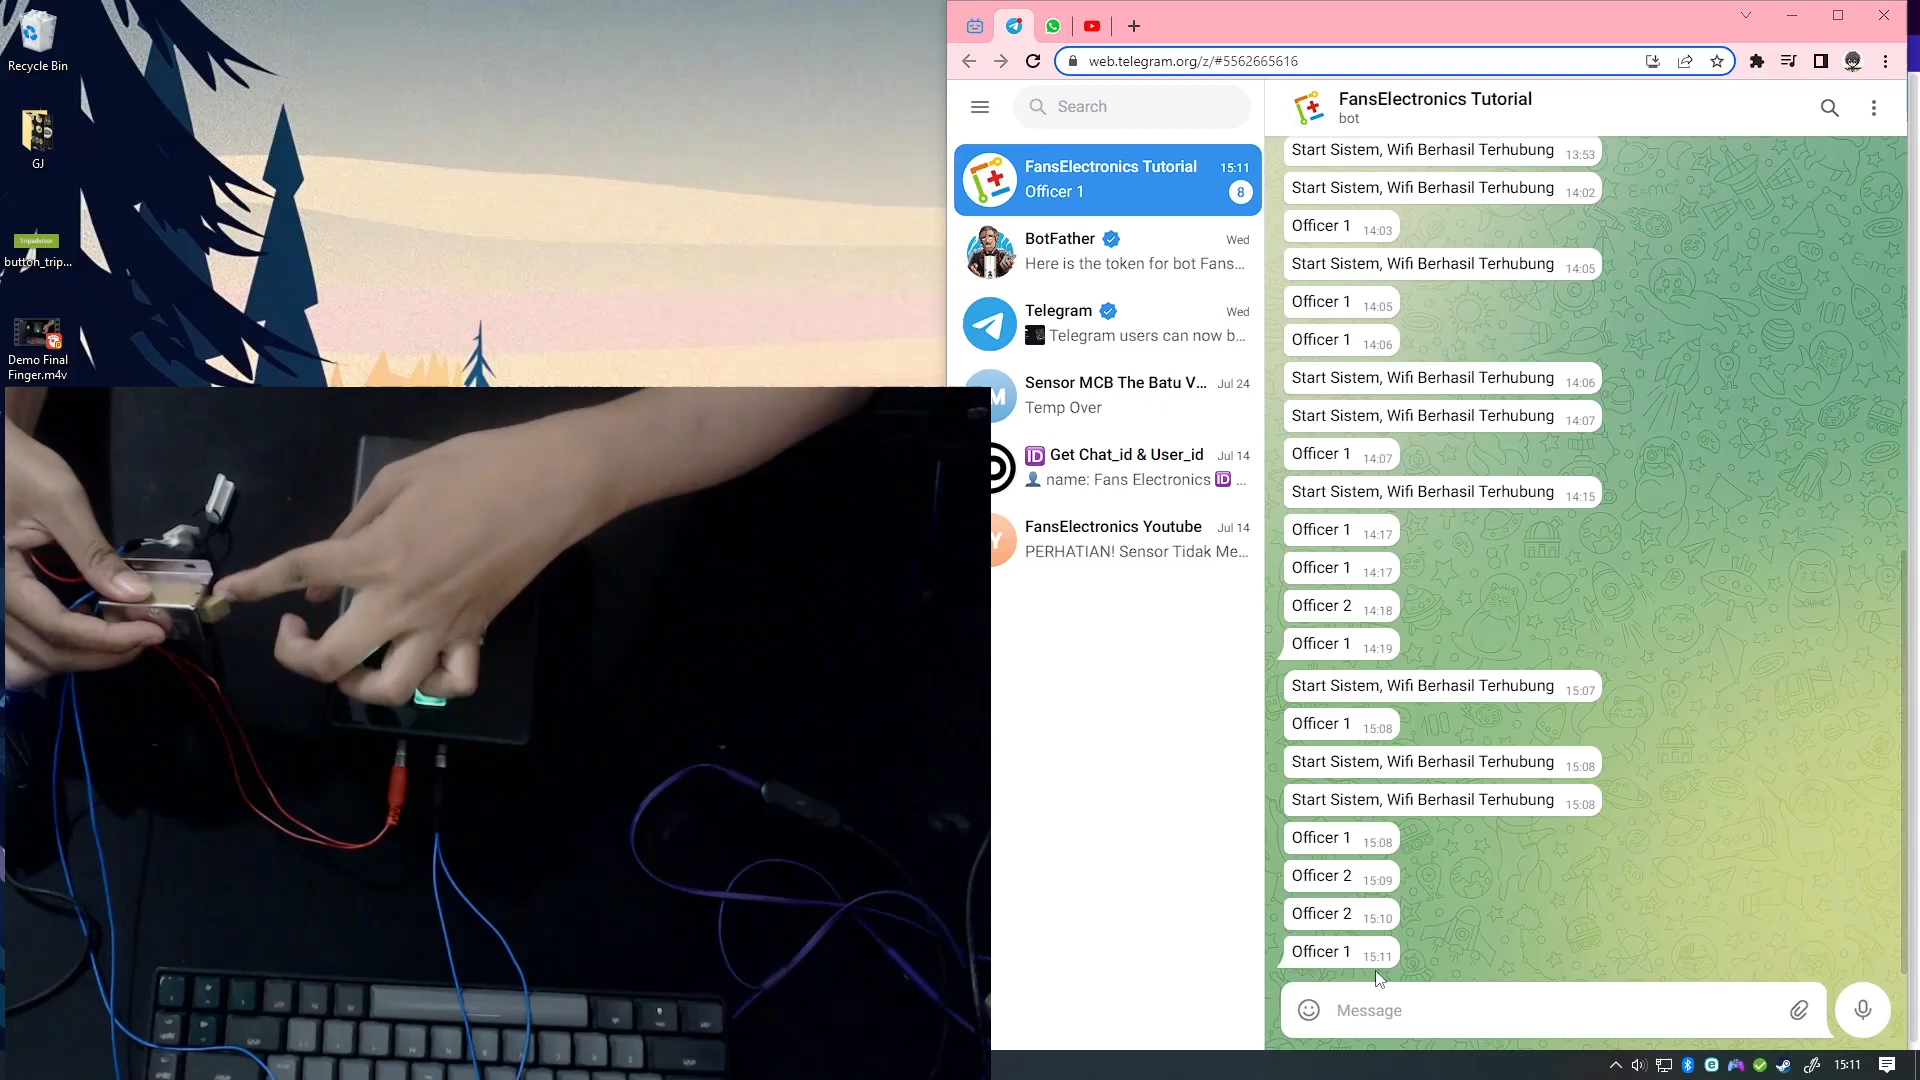 Recycle Bin
GJ
Tripadvisor
button_trip...
Demo Final
Finger.m4v
web.telegram.org/z/#5562665616
Search
FansElectronics Tutorial 15:11
Officer 1 8
BotFather Wed
Here is the token for bot Fans...
Telegram Wed
Telegram users can now b...
M
Sensor MCB The Batu V... Jul 24
Temp Over
ID Get Chat_id & User_id Jul 14
name: Fans Electronics ID ...
Y
FansElectronics Youtube Jul 14
PERHATIAN! Sensor Tidak Me...
FansElectronics Tutorial
bot
Start Sistem, Wifi Berhasil Terhubung 13:53
Start Sistem, Wifi Berhasil Terhubung 14:02
Officer 1 14:03
Start Sistem, Wifi Berhasil Terhubung 14:05
Officer 1 14:05
Officer 1 14:06
Start Sistem, Wifi Berhasil Terhubung 14:06
Start Sistem, Wifi Berhasil Terhubung 14:07
Officer 1 14:07
Start Sistem, Wifi Berhasil Terhubung 14:15
Officer 1 14:17
Officer 1 14:17
Officer 2 14:18
Officer 1 14:19
Start Sistem, Wifi Berhasil Terhubung 15:07
Officer 1 15:08
Start Sistem, Wifi Berhasil Terhubung 15:08
Start Sistem, Wifi Berhasil Terhubung 15:08
Officer 1 15:08
Officer 2 15:09
Officer 2 15:10
Officer 1 15:11
Message
15:11